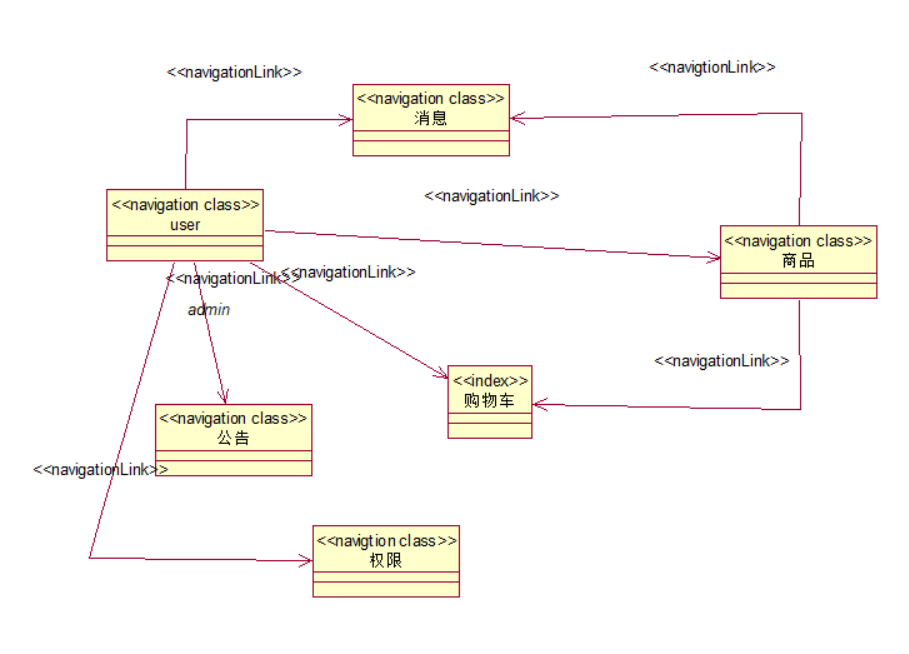 <<navigationLink>>
<<navigtionLink>>
<<navigation class>>
消息
<<navigationLink>>
<<navigation class>>
user
<<navigation class>>
商品
<<navigationLink>>
<<navigationLink>>
admin
<<navigationLink>>
<<index>>
购物车
<<navigation class>>
公告
<<navigationLink>>
<<navigtion class>>
权限